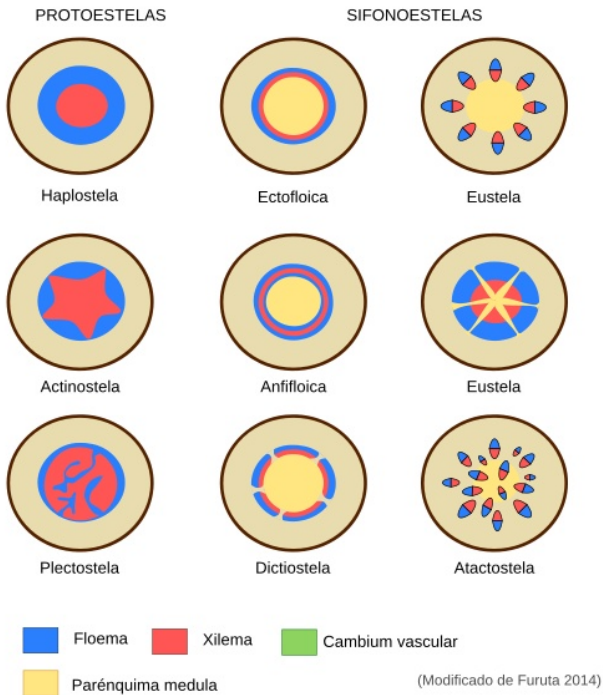 PROTOESTELAS SIFONOESTELAS
Haplostela Ectofloica Eustela
Actinostela Anfifloica Eustela
Plectostela Dictiostela Atactostela
Floema Xilema Cambium vascular
Parénquima medula (Modificado de Furuta 2014)